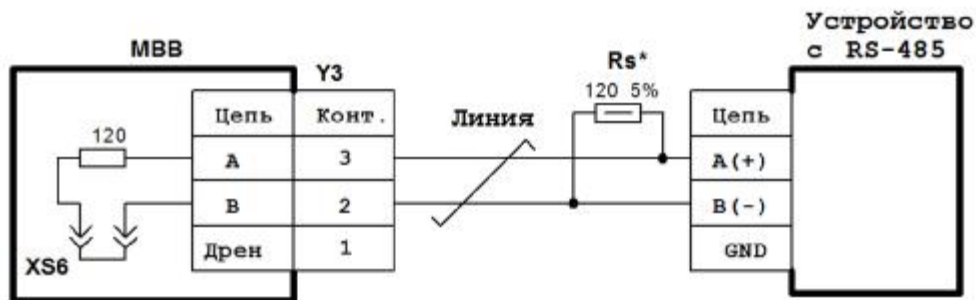 Устройство
с RS-485
МВВ
Y3
Rs*
120 5%
Цепь Конт.
Линия
Цепь
120
А 3
А(+)
В 2
В(-)
Дрен 1
GND
XS6